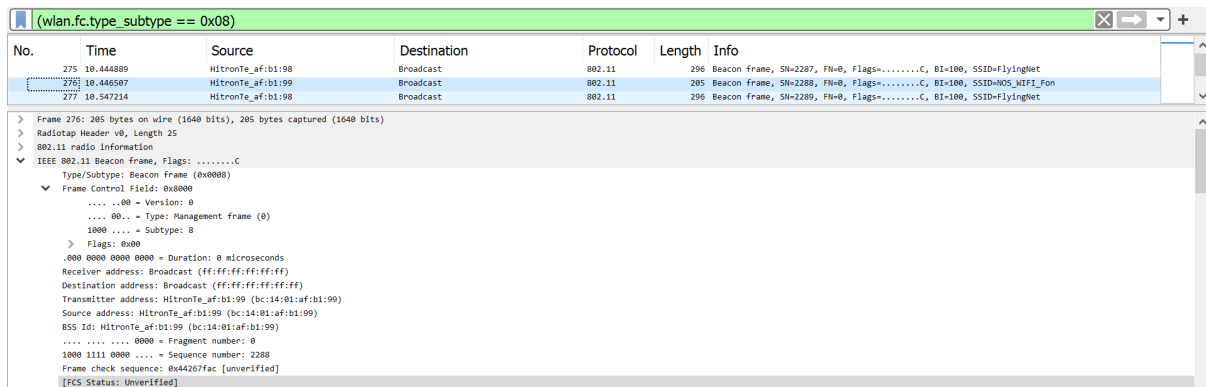 (wlan.fc.type_subtype == 0x08)
No. Time Source Destination Protocol Length Info
275 10.444889 HitronTe_af:b1:98 Broadcast 802.11 296 Beacon frame, SN=2287, FN=0, Flags=........C, BI=100, SSID=FlyingNet
276 10.446507 HitronTe_af:b1:99 Broadcast 802.11 205 Beacon frame, SN=2288, FN=0, Flags=........C, BI=100, SSID=NOS_WIFI_Fon
277 10.547214 HitronTe_af:b1:98 Broadcast 802.11 296 Beacon frame, SN=2289, FN=0, Flags=........C, BI=100, SSID=FlyingNet
Frame 276: 205 bytes on wire (1640 bits), 205 bytes captured (1640 bits)
Radiotap Header v0, Length 25
802.11 radio information
IEEE 802.11 Beacon frame, Flags: ........C
Type/Subtype: Beacon frame (0x0008)
Frame Control Field: 0x8000
.... ..00 = Version: 0
.... 00.. = Type: Management frame (0)
1000 .... = Subtype: 8
Flags: 0x00
.000 0000 0000 0000 = Duration: 0 microseconds
Receiver address: Broadcast (ff:ff:ff:ff:ff:ff)
Destination address: Broadcast (ff:ff:ff:ff:ff:ff)
Transmitter address: HitronTe_af:b1:99 (bc:14:01:af:b1:99)
Source address: HitronTe_af:b1:99 (bc:14:01:af:b1:99)
BSS Id: HitronTe_af:b1:99 (bc:14:01:af:b1:99)
.... .... .... 0000 = Fragment number: 0
1000 1111 0000 .... = Sequence number: 2288
Frame check sequence: 0x44267fac [unverified]
[FCS Status: Unverified]